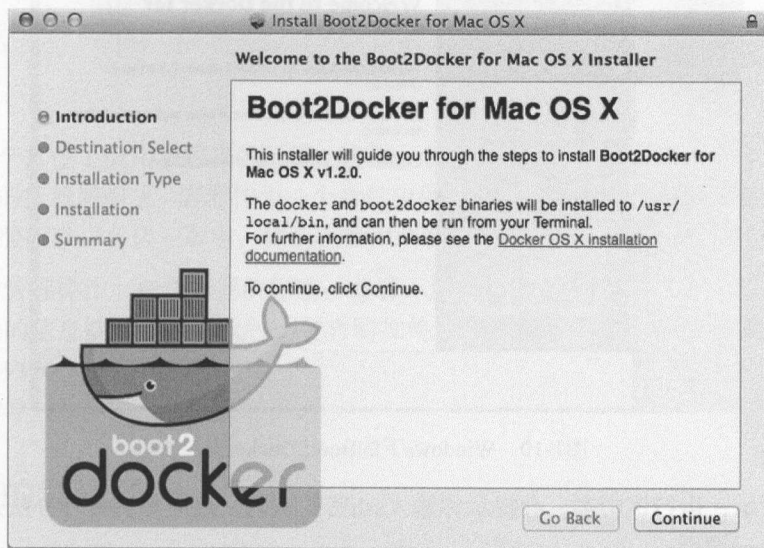 Install Boot2Docker for Mac OS X
Welcome to the Boot2Docker for Mac OS X Installer
Introduction
Destination Select
Installation Type
Installation
Summary
Boot2Docker for Mac OS X
This installer will guide you through the steps to install Boot2Docker for
Mac OS X v1.2.0.
The docker and boot2docker binaries will be installed to /usr/
local/bin, and can then be run from your Terminal.
For further information, please see the Docker OS X installation
documentation.
To continue, click Continue.
boot2
docker
Go Back
Continue